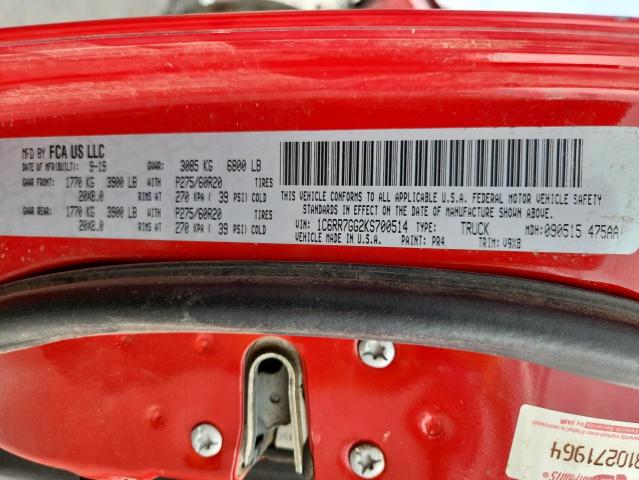 MFD BY FCA US LLC
DATE OF MFR(BUILT): 9-19 GVWR: 3085 KG 6800 LB
GAWR FRONT: 1770 KG 3900 LB WITH P275/60R20 TIRES
20X8.0 RIMS AT 270 KPA ( 39 PSI) COLD
GAWR REAR: 1770 KG 3900 LB WITH P275/60R20 TIRES
20X8.0 RIMS AT 270 KPA ( 39 PSI) COLD
THIS VEHICLE CONFORMS TO ALL APPLICABLE U.S.A. FEDERAL MOTOR VEHICLE SAFETY
STANDARDS IN EFFECT ON THE DATE OF MANUFACTURE SHOWN ABOVE.
VIN: 1C6RR7GG2KS700514 TYPE: TRUCK MDH: 090515 475AA
VEHICLE MADE IN U.S.A. PAINT: PR4 TRIM: V9X8
810271964